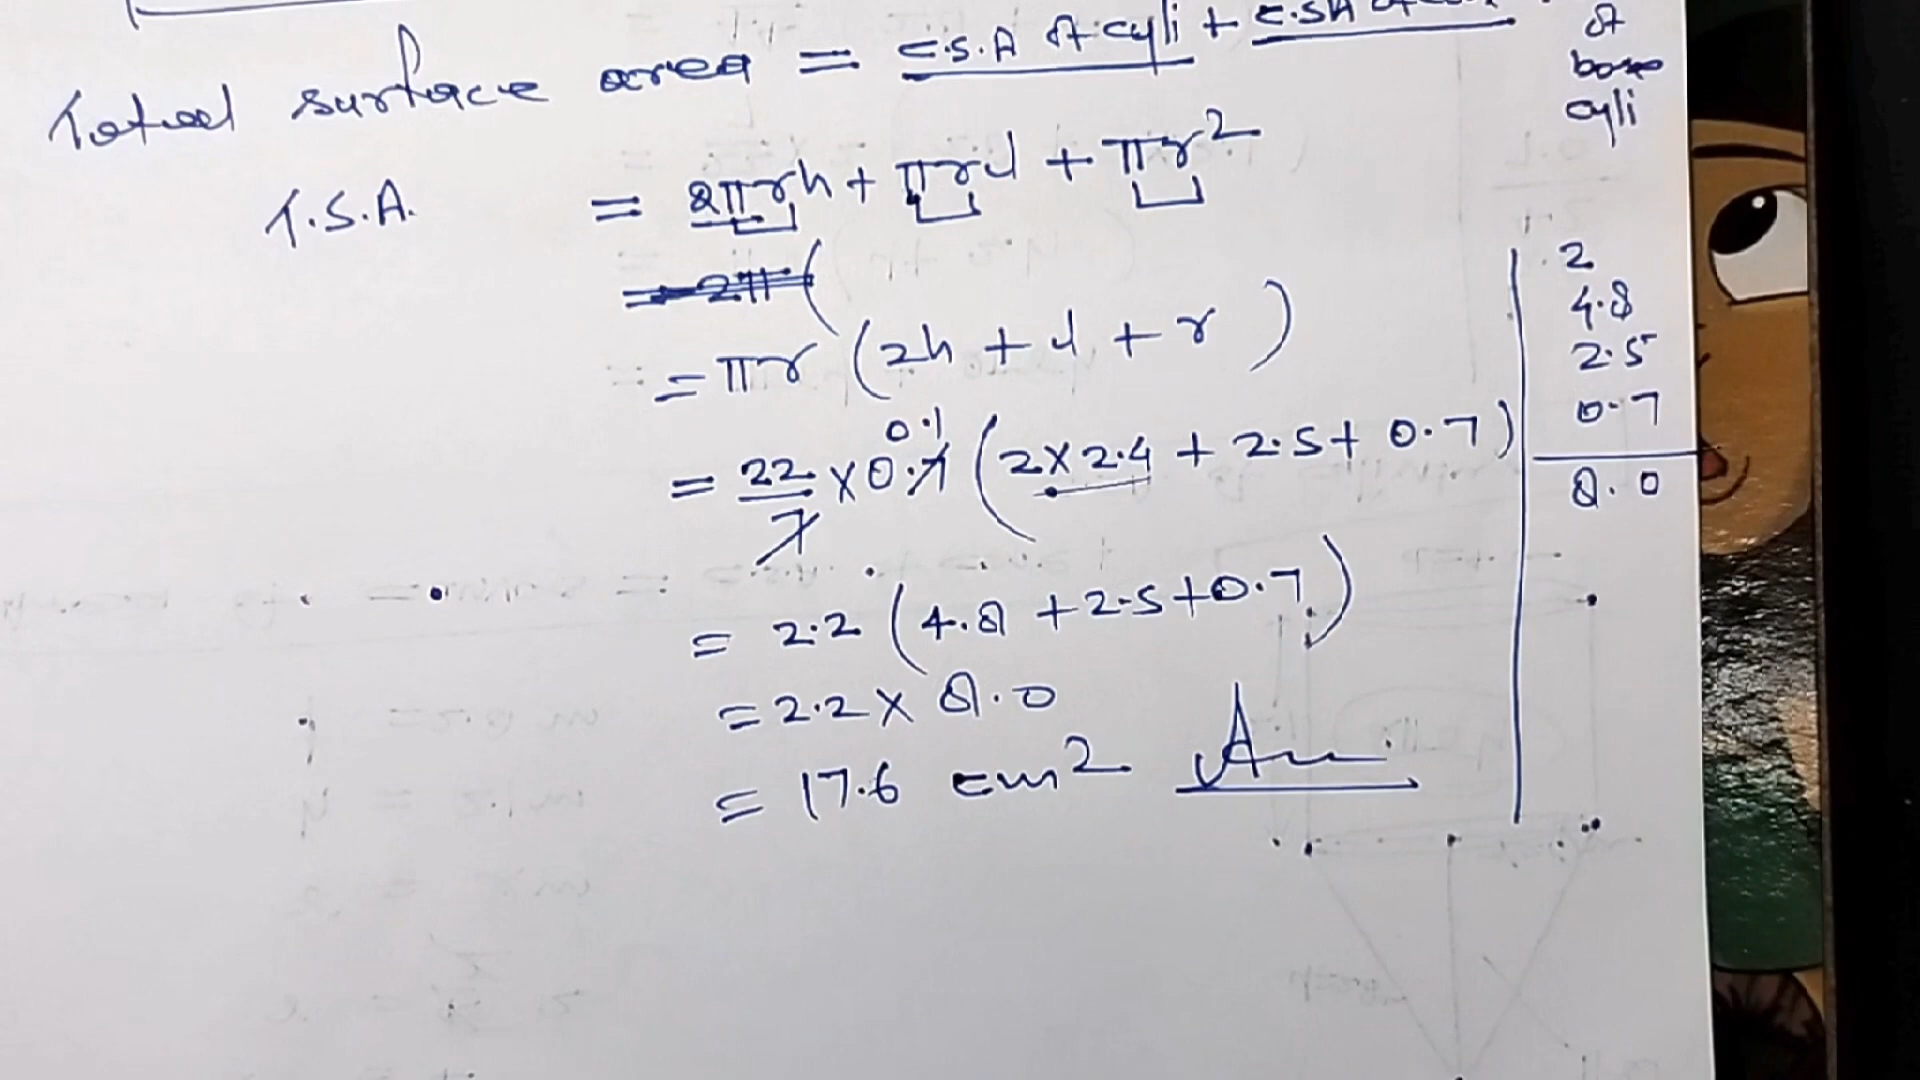 Total surface area = C.S.A of cyli + C.SA of
of
base
cyli
T.S.A. = 2πrh + πrl + πr²
= 2π (
= πr (2h + l + r )
0.1
= 22/7 × 0.7 (2×2.4 + 2.5 + 0.7)
= 2.2 (4.8 + 2.5 + 0.7)
= 2.2 × 8.0
= 17.6 cm² Ans
2
4.8
2.5
0.7
8.0